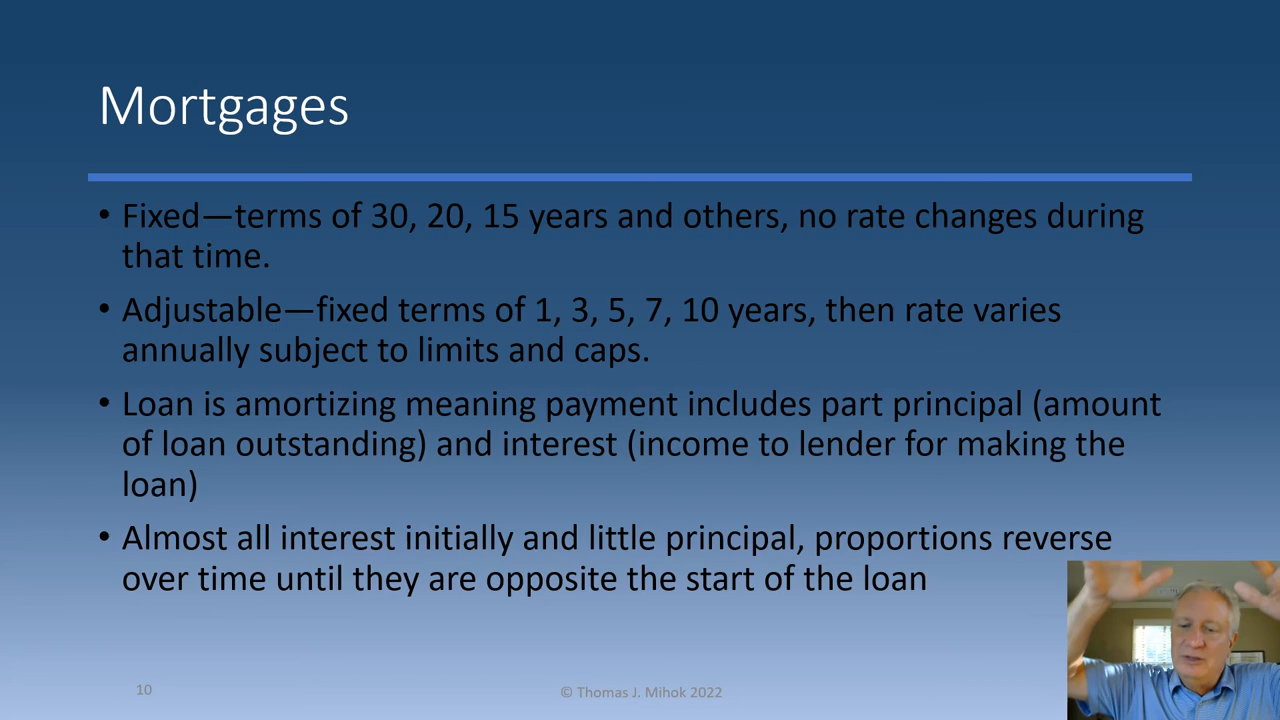 Mortgages
• Fixed—terms of 30, 20, 15 years and others, no rate changes during
that time.
• Adjustable—fixed terms of 1, 3, 5, 7, 10 years, then rate varies
annually subject to limits and caps.
• Loan is amortizing meaning payment includes part principal (amount
of loan outstanding) and interest (income to lender for making the
loan)
• Almost all interest initially and little principal, proportions reverse
over time until they are opposite the start of the loan
10
© Thomas J. Mihok 2022